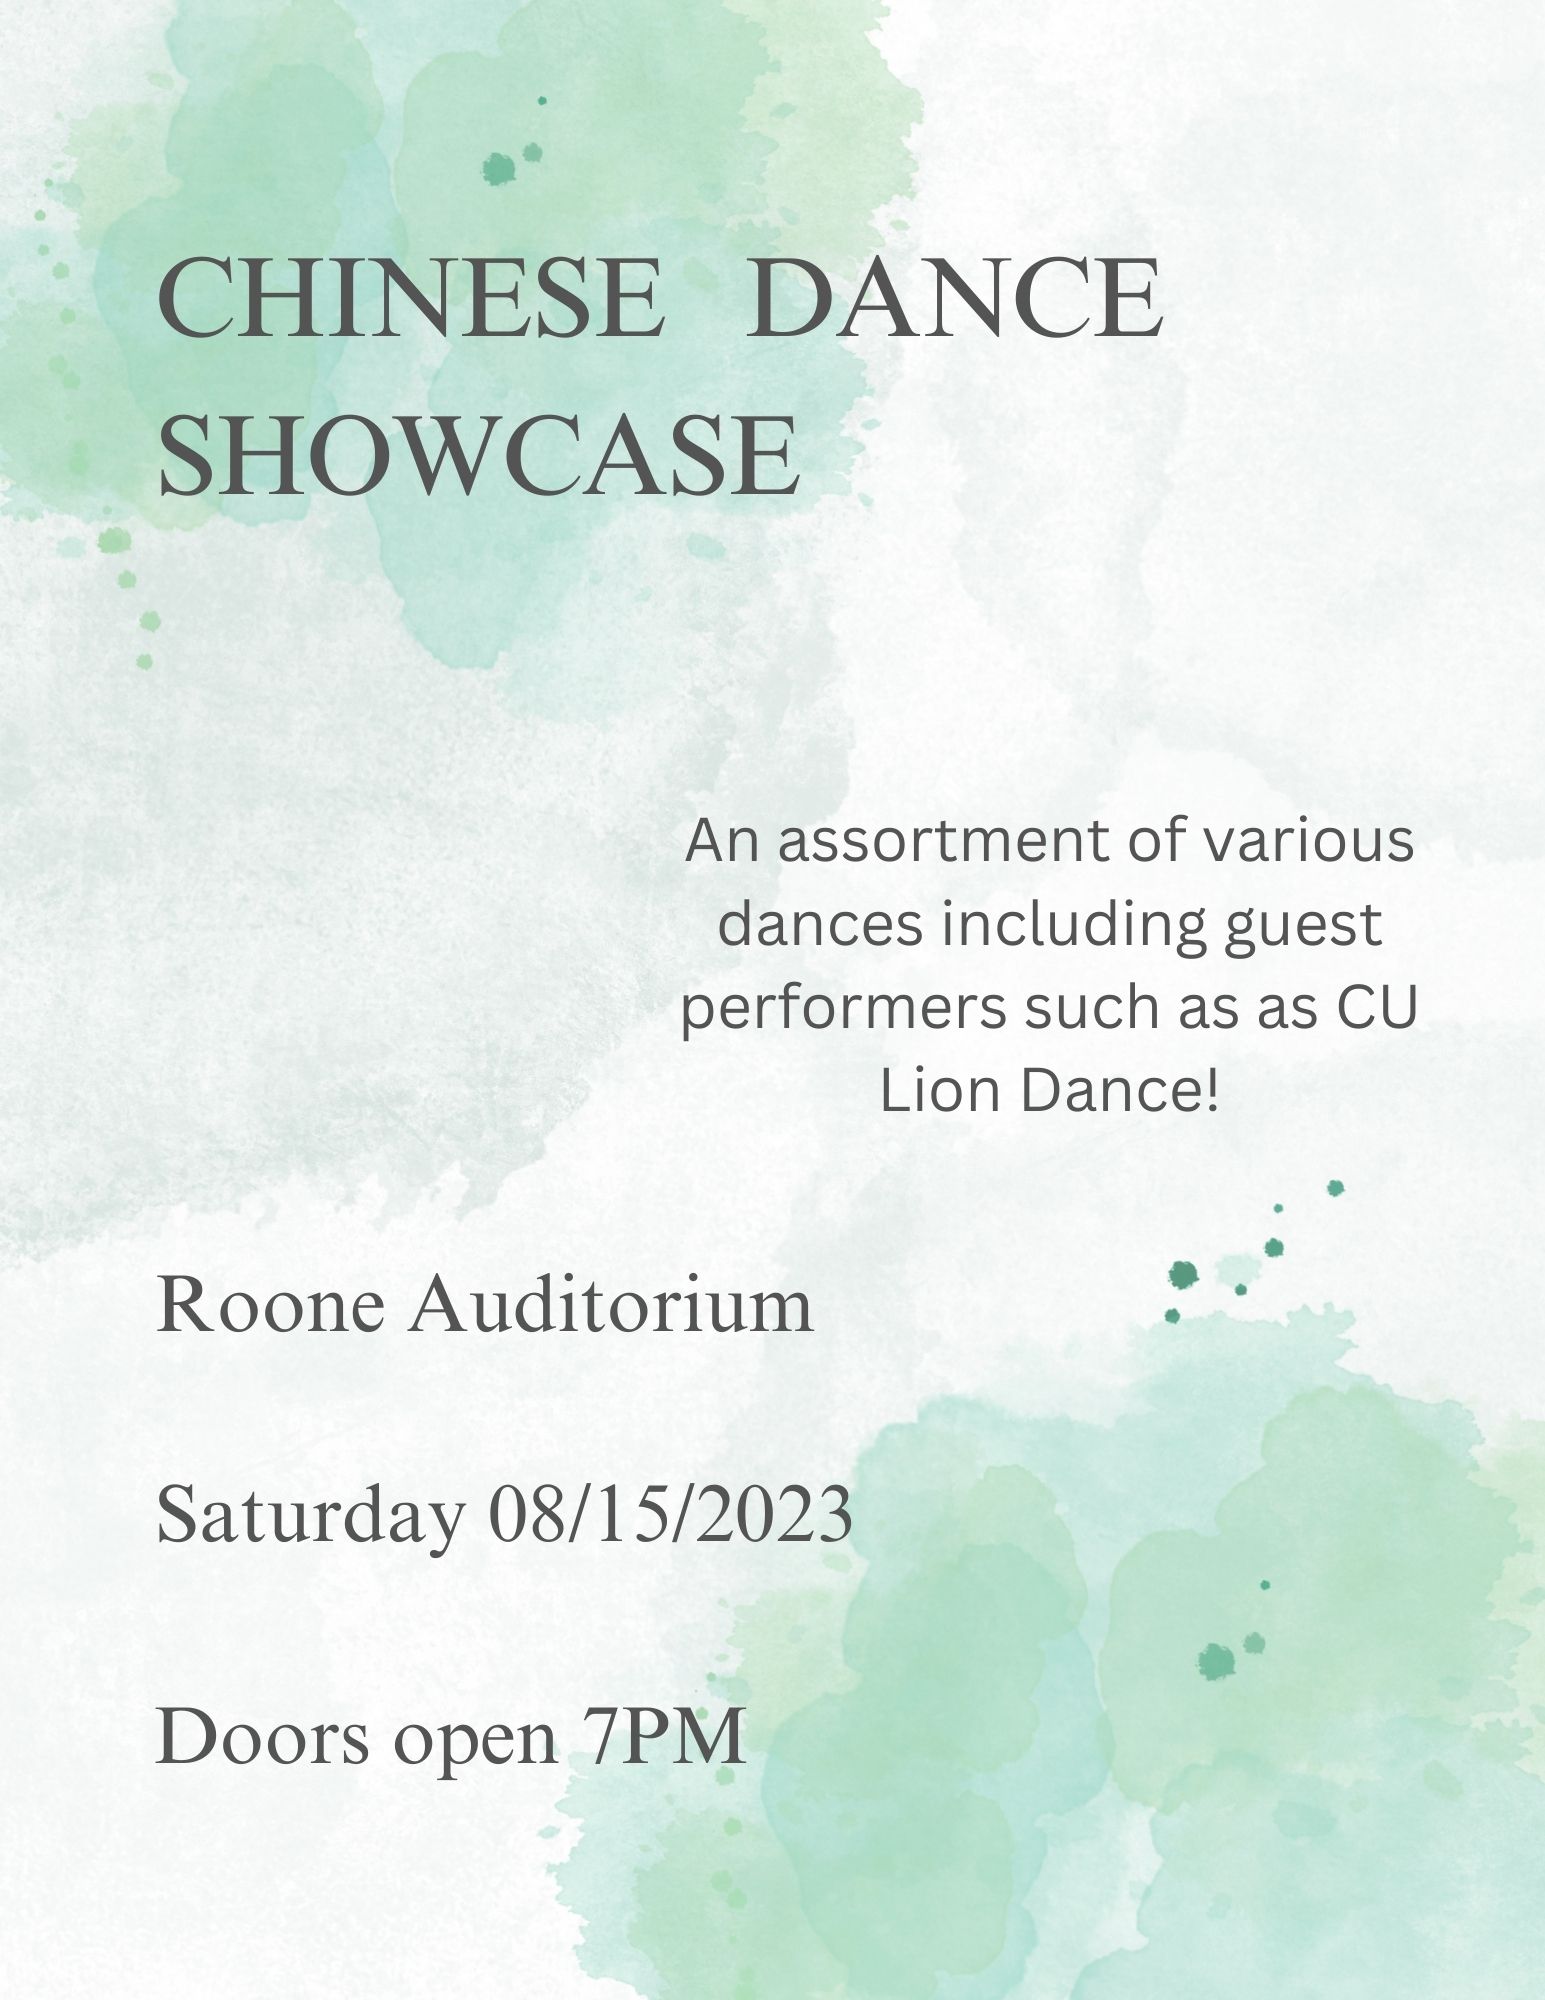 CHINESE DANCE
SHOWCASE
An assortment of various
dances including guest
performers such as as CU
Lion Dance!
Roone Auditorium
Saturday 08/15/2023
Doors open 7PM